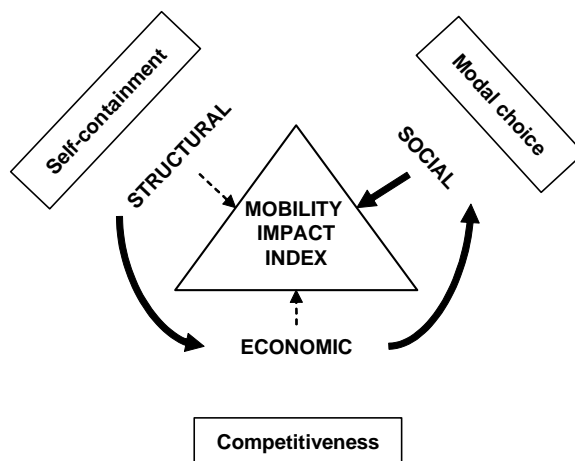 Self-containment
Modal choice
STRUCTURAL
SOCIAL
MOBILITY
IMPACT
INDEX
ECONOMIC
Competitiveness